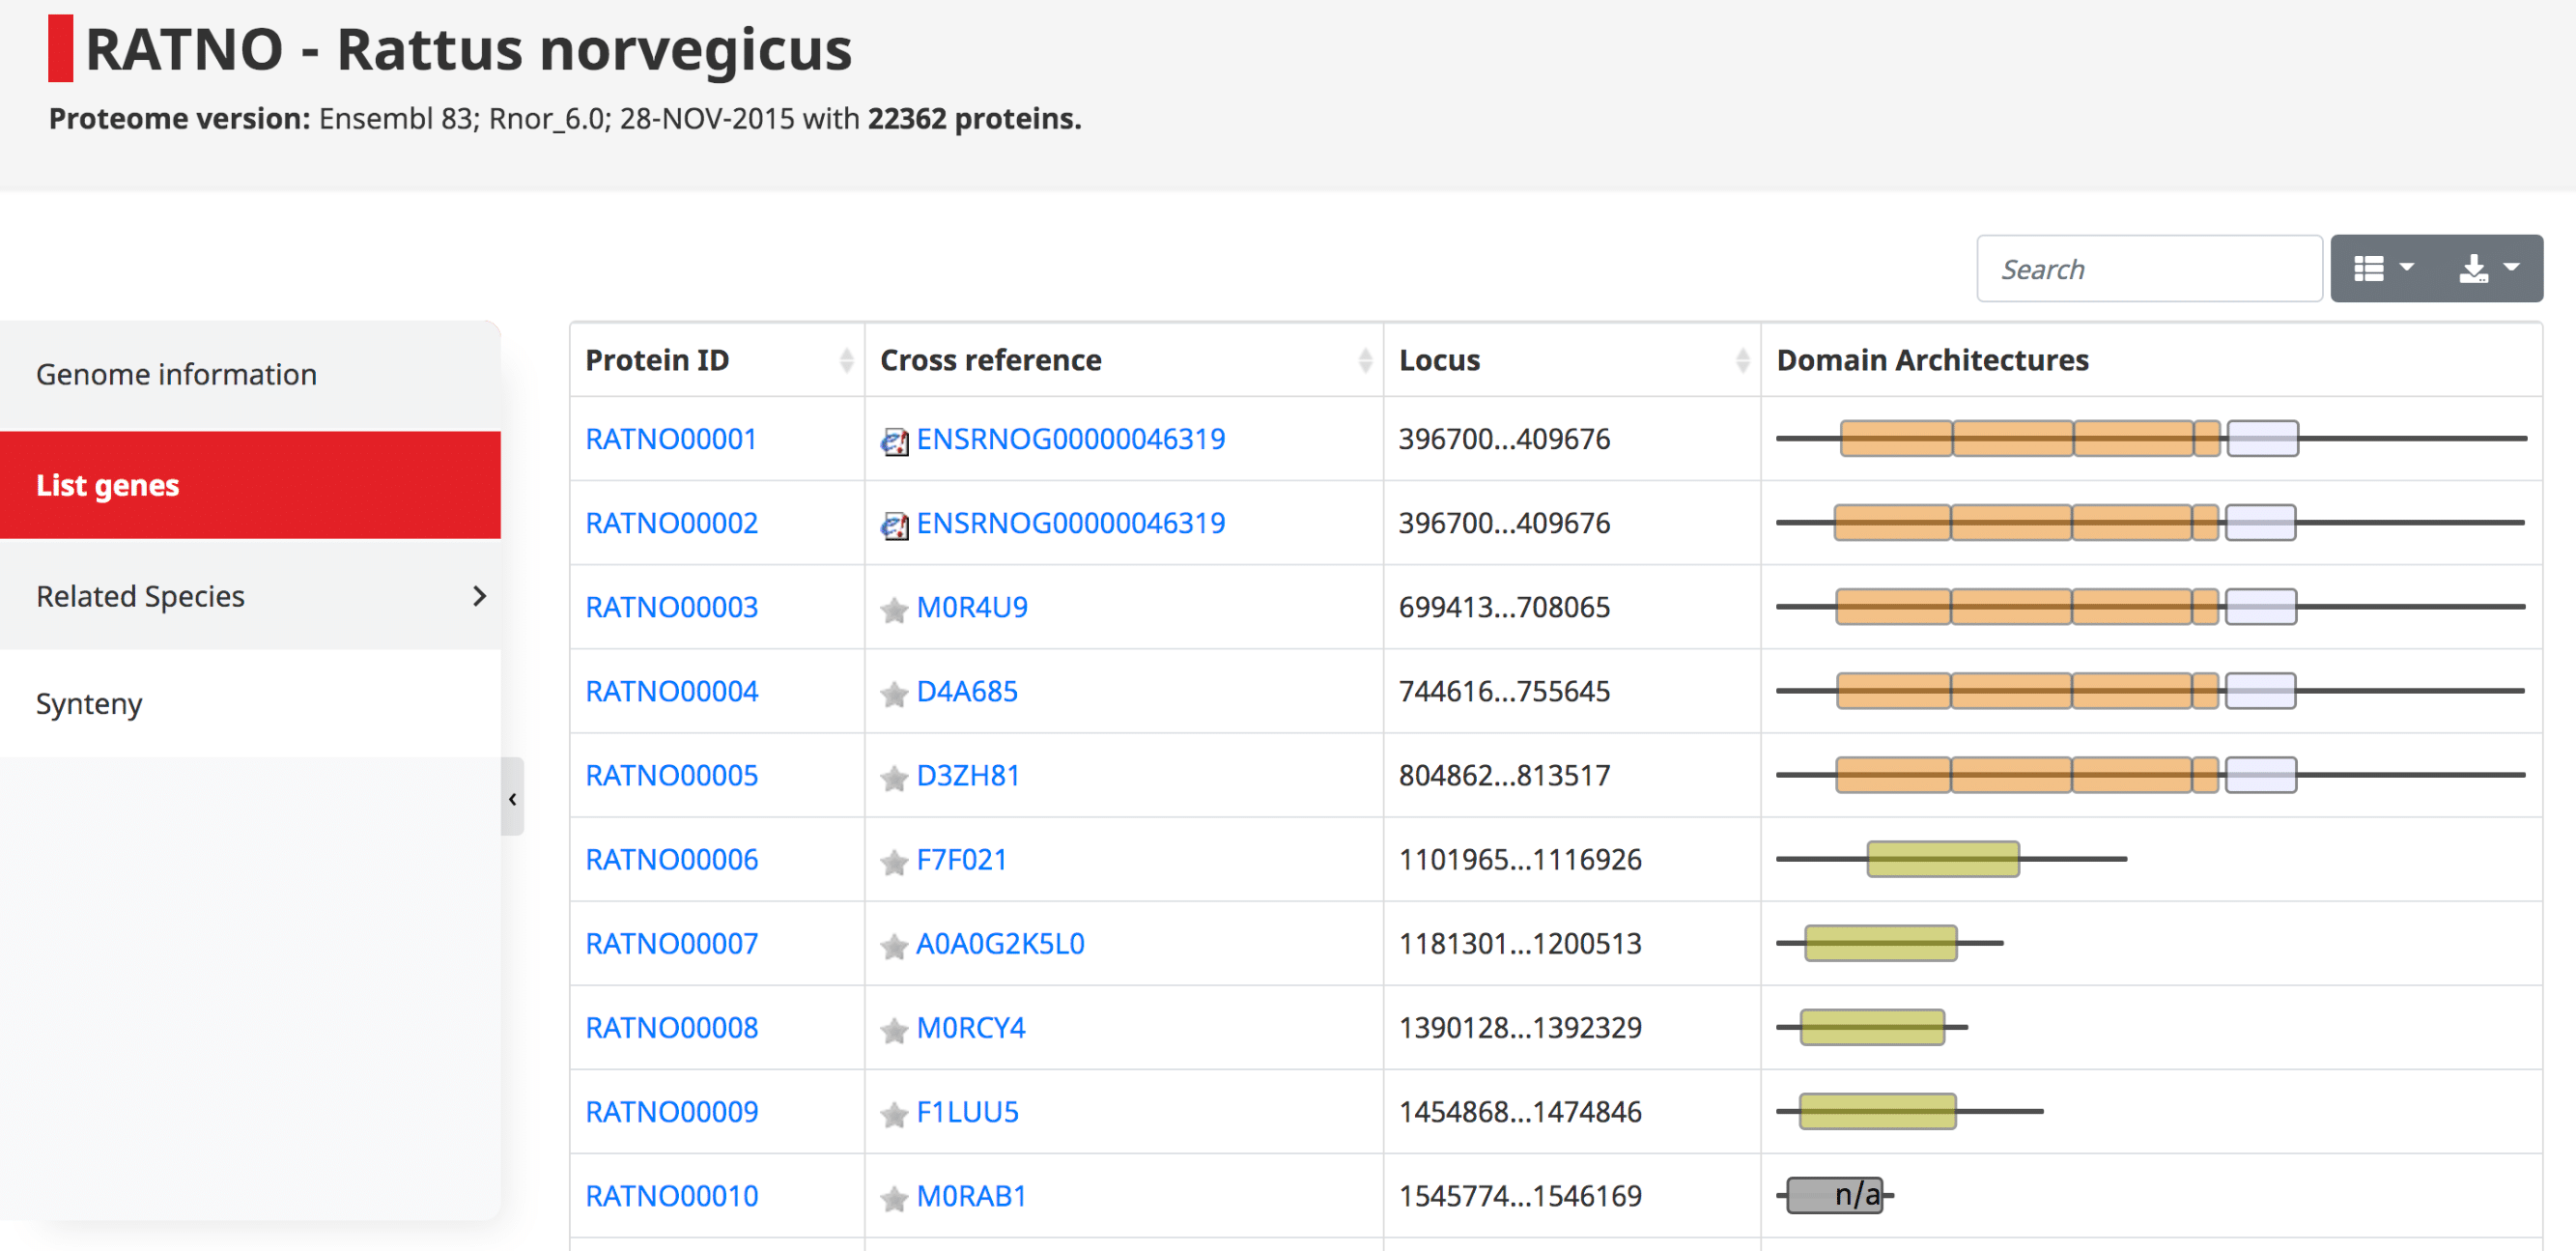 RATNO - Rattus norvegicus
Proteome version: Ensembl 83; Rnor_6.0; 28-NOV-2015 with 22362 proteins.
Search
Genome information
List genes
Related Species
Synteny
Protein ID Cross reference Locus Domain Architectures
RATNO00001 ENSRNOG00000046319 396700...409676
RATNO00002 ENSRNOG00000046319 396700...409676
RATNO00003 M0R4U9 699413...708065
RATNO00004 D4A685 744616...755645
RATNO00005 D3ZH81 804862...813517
RATNO00006 F7F021 1101965...1116926
RATNO00007 A0A0G2K5L0 1181301...1200513
RATNO00008 M0RCY4 1390128...1392329
RATNO00009 F1LUU5 1454868...1474846
RATNO00010 M0RAB1 1545774...1546169 n/a